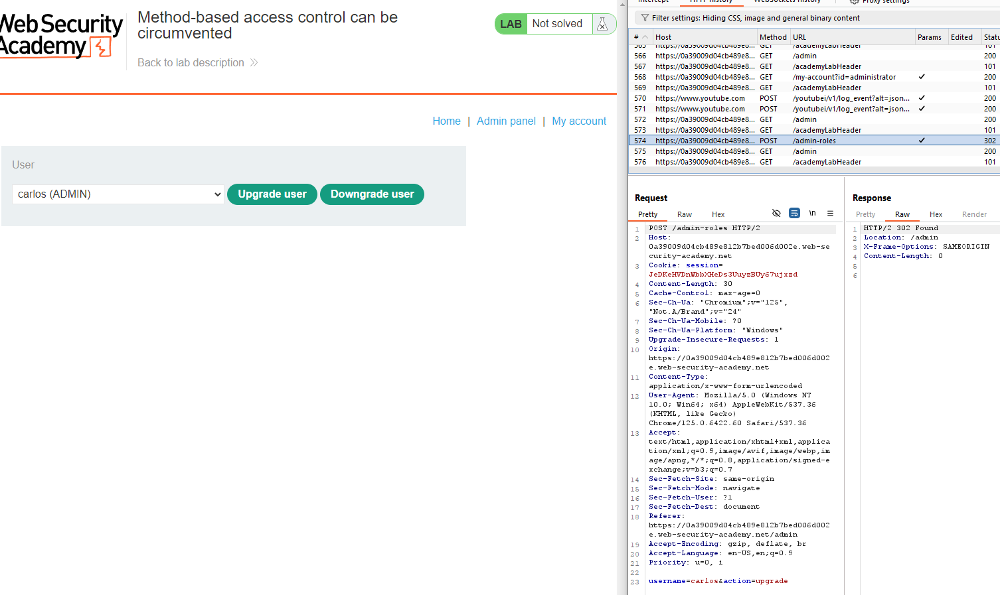 Web Security
Academy
Method-based access control can be
circumvented
LAB Not solved
Back to lab description
Home | Admin panel | My account
User
carlos (ADMIN) Upgrade user Downgrade user
Filter settings: Hiding CSS, image and general binary content
# Host Method URL Params Edited Statu
565 https://0a39009d04cb489e8... GET /academyLabHeader 101
566 https://0a39009d04cb489e8... GET /admin 200
567 https://0a39009d04cb489e8... GET /academyLabHeader 101
568 https://0a39009d04cb489e8... GET /my-account?id=administrator ✓ 200
569 https://0a39009d04cb489e8... GET /academyLabHeader 101
570 https://www.youtube.com POST /youtubei/v1/log_event?alt=json... ✓ 200
571 https://www.youtube.com POST /youtubei/v1/log_event?alt=json... ✓ 200
572 https://0a39009d04cb489e8... GET /admin 200
573 https://0a39009d04cb489e8... GET /academyLabHeader 101
574 https://0a39009d04cb489e8... POST /admin-roles ✓ 302
575 https://0a39009d04cb489e8... GET /admin 200
576 https://0a39009d04cb489e8... GET /academyLabHeader 101
Request
Pretty Raw Hex \n
1 POST /admin-roles HTTP/2
2 Host:
0a39009d04cb489e812b7bed006d002e.web-se
curity-academy.net
3 Cookie: session=
JeDKeHVDnWbbXHeDs3UuyzBUy67ujxzd
4 Content-Length: 30
5 Cache-Control: max-age=0
6 Sec-Ch-Ua: "Chromium";v="125",
"Not.A/Brand";v="24"
7 Sec-Ch-Ua-Mobile: ?0
8 Sec-Ch-Ua-Platform: "Windows"
9 Upgrade-Insecure-Requests: 1
10 Origin:
https://0a39009d04cb489e812b7bed006d002
e.web-security-academy.net
11 Content-Type:
application/x-www-form-urlencoded
12 User-Agent: Mozilla/5.0 (Windows NT
10.0; Win64; x64) AppleWebKit/537.36
(KHTML, like Gecko)
Chrome/125.0.6422.60 Safari/537.36
13 Accept:
text/html,application/xhtml+xml,applica
tion/xml;q=0.9,image/avif,image/webp,im
age/apng,*/*;q=0.8,application/signed-e
xchange;v=b3;q=0.7
14 Sec-Fetch-Site: same-origin
15 Sec-Fetch-Mode: navigate
16 Sec-Fetch-User: ?1
17 Sec-Fetch-Dest: document
18 Referer:
https://0a39009d04cb489e812b7bed006d002
e.web-security-academy.net/admin
19 Accept-Encoding: gzip, deflate, br
20 Accept-Language: en-US,en;q=0.9
21 Priority: u=0, i
22
23 username=carlos&action=upgrade
Response
Pretty Raw Hex Render
1 HTTP/2 302 Found
2 Location: /admin
3 X-Frame-Options: SAMEORIGIN
4 Content-Length: 0
5
6